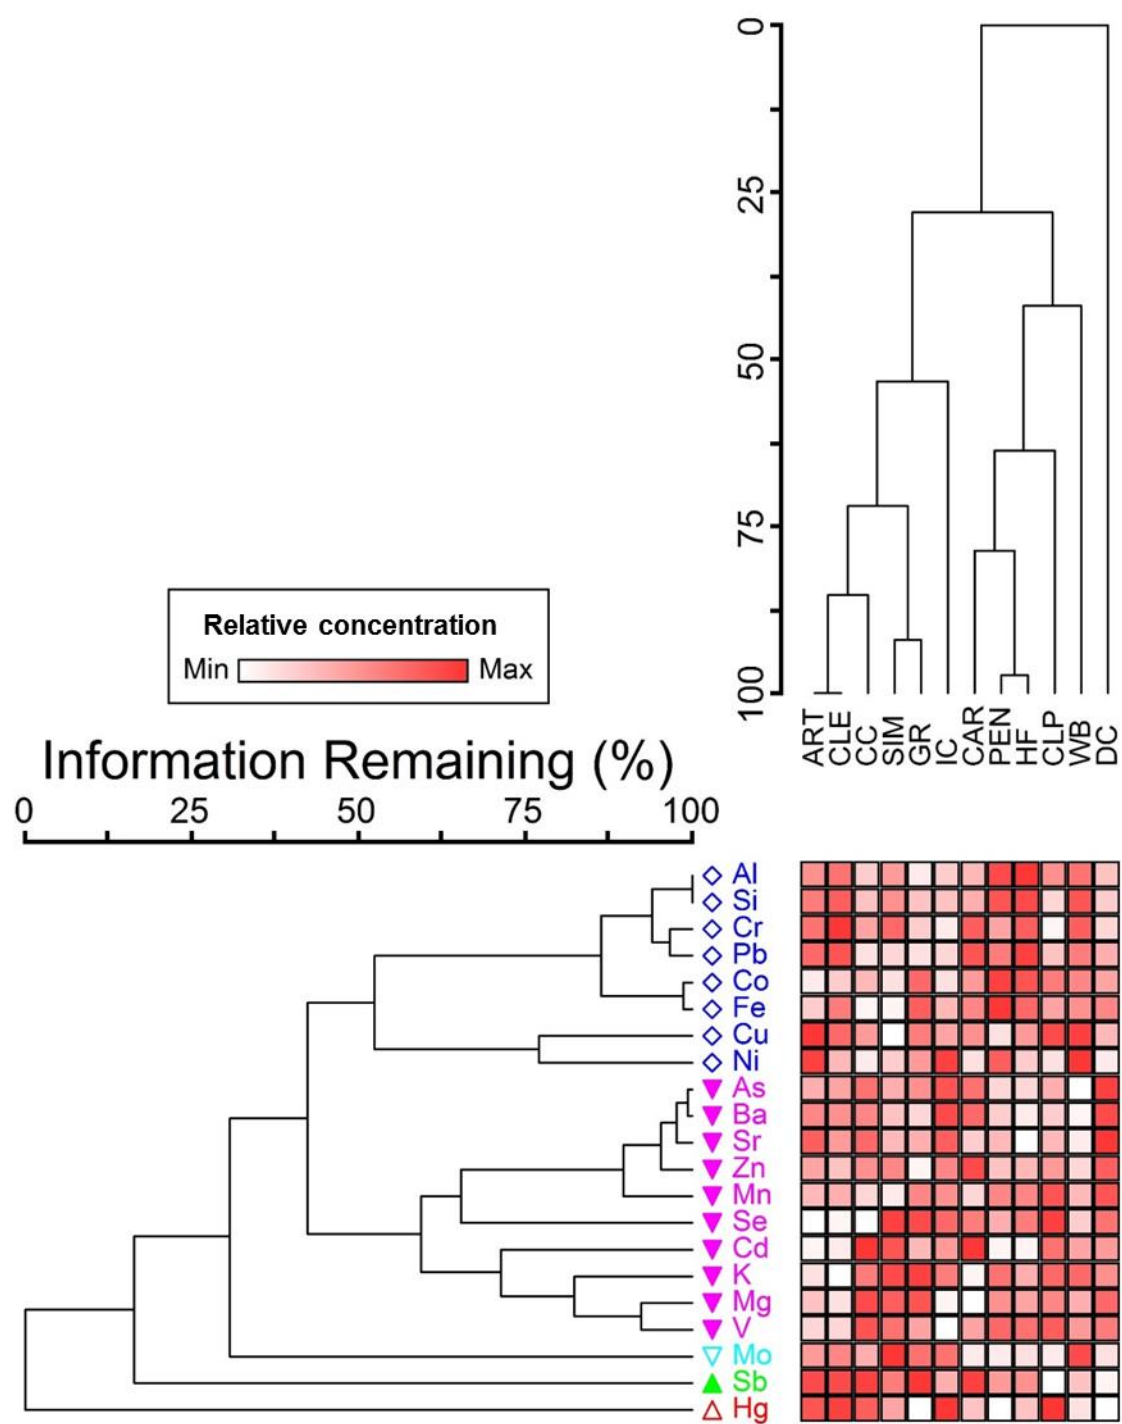 0
25
50
75
100
Relative concentration
Min Max
ART CLE CC SIM GR IC CAR PEN HF CLP WB DC
Information Remaining (%)
0 25 50 75 100
Al
Si
Cr
Pb
Co
Fe
Cu
Ni
As
Ba
Sr
Zn
Mn
Se
Cd
K
Mg
V
Mo
Sb
Hg